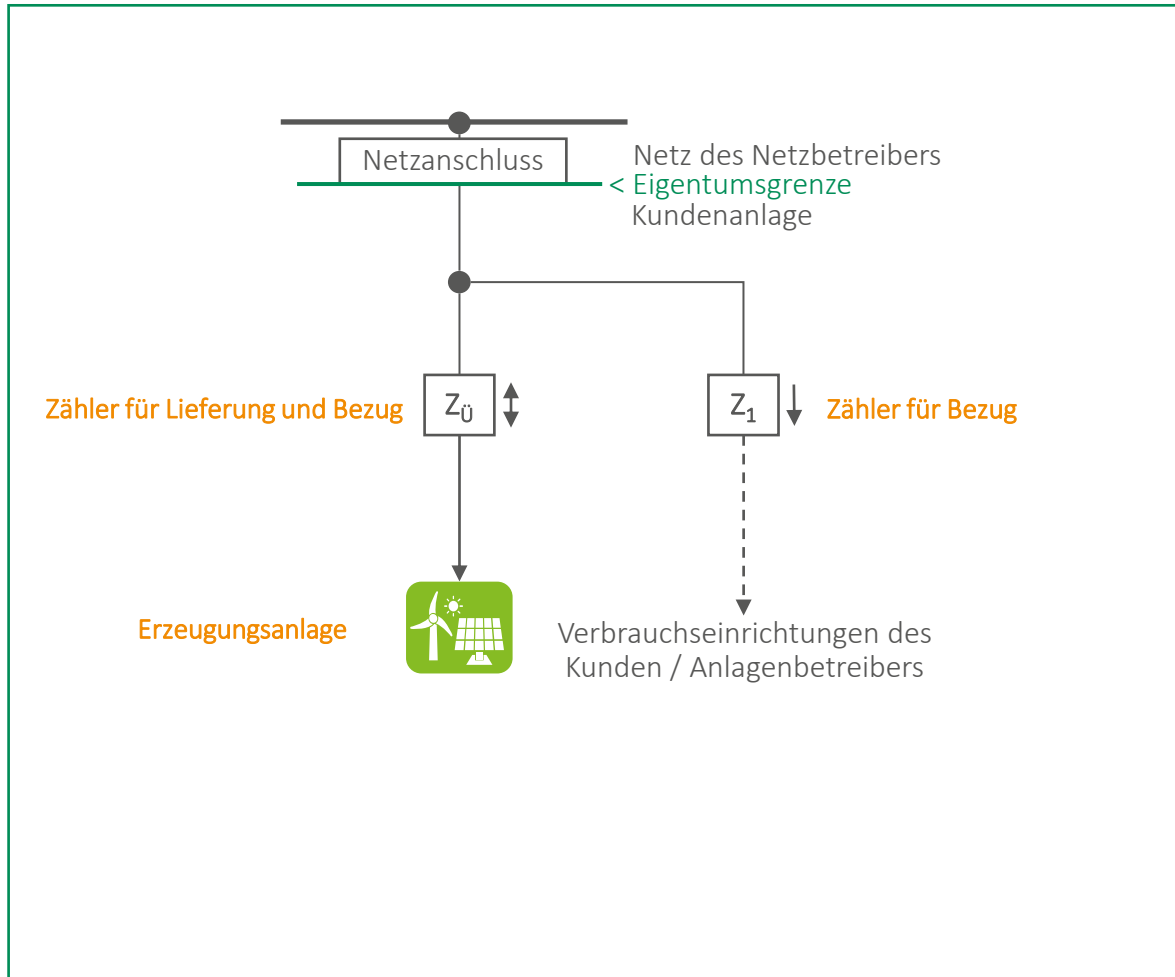 Netzanschluss
Netz des Netzbetreibers
< Eigentumsgrenze
Kundenanlage
Zähler für Lieferung und Bezug
ZÜ
Z1
Zähler für Bezug
Erzeugungsanlage
Verbrauchseinrichtungen des
Kunden / Anlagenbetreibers